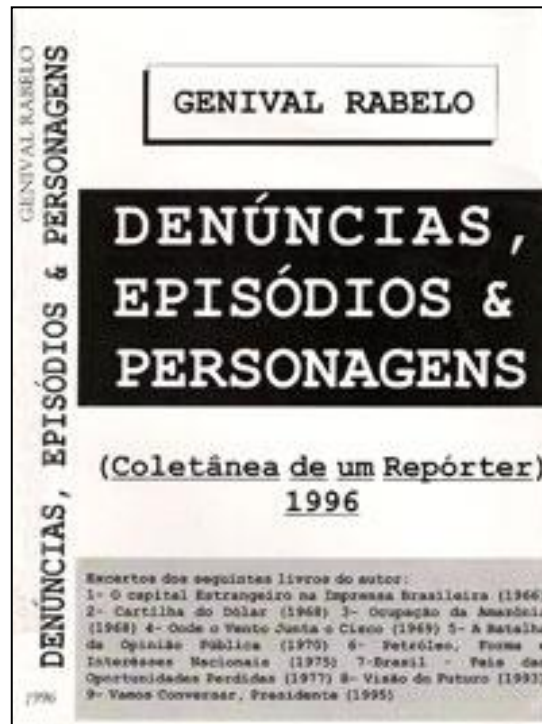 GENIVAL RABELO
DENÚNCIAS, EPISÓDIOS & PERSONAGENS
1996
GENIVAL RABELO
DENÚNCIAS,
EPISÓDIOS &
PERSONAGENS
(Coletânea de um Repórter)
1996
Excertos dos seguintes livros do autor:
1- O capital Estrangeiro na Imprensa Brasileira (1966)
2- Cartilha do Dólar (1968) 3- Ocupação da Amazônia
(1968) 4- Onde o Vento Junta o Cisco (1969) 5- A Batalha
da Opinião Pública (1970) 6- Petróleo, Forma e
Interêsses Nacionais (1975) 7-Brasil - País das
Oportunidades Perdidas (1977) 8- Visão do Futuro (1993)
9- Vamos Conversar, Presidente (1995)